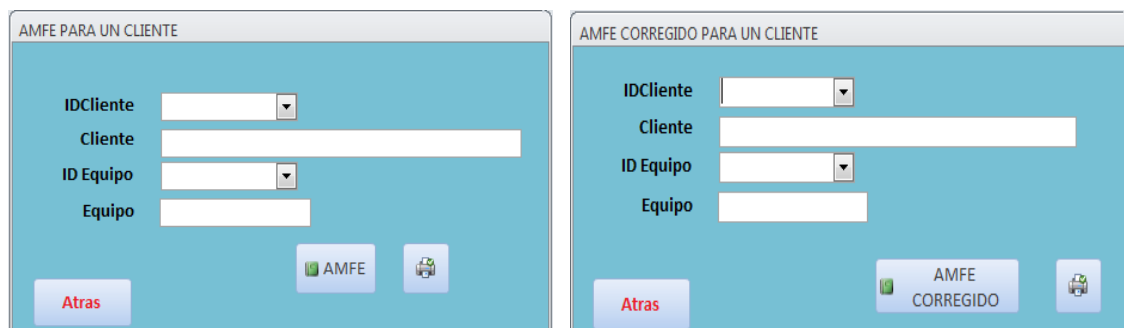 AMFE PARA UN CLIENTE
IDCliente
Cliente
ID Equipo
Equipo
AMFE
Atras
AMFE CORREGIDO PARA UN CLIENTE
IDCliente
Cliente
ID Equipo
Equipo
AMFE
CORREGIDO
Atras